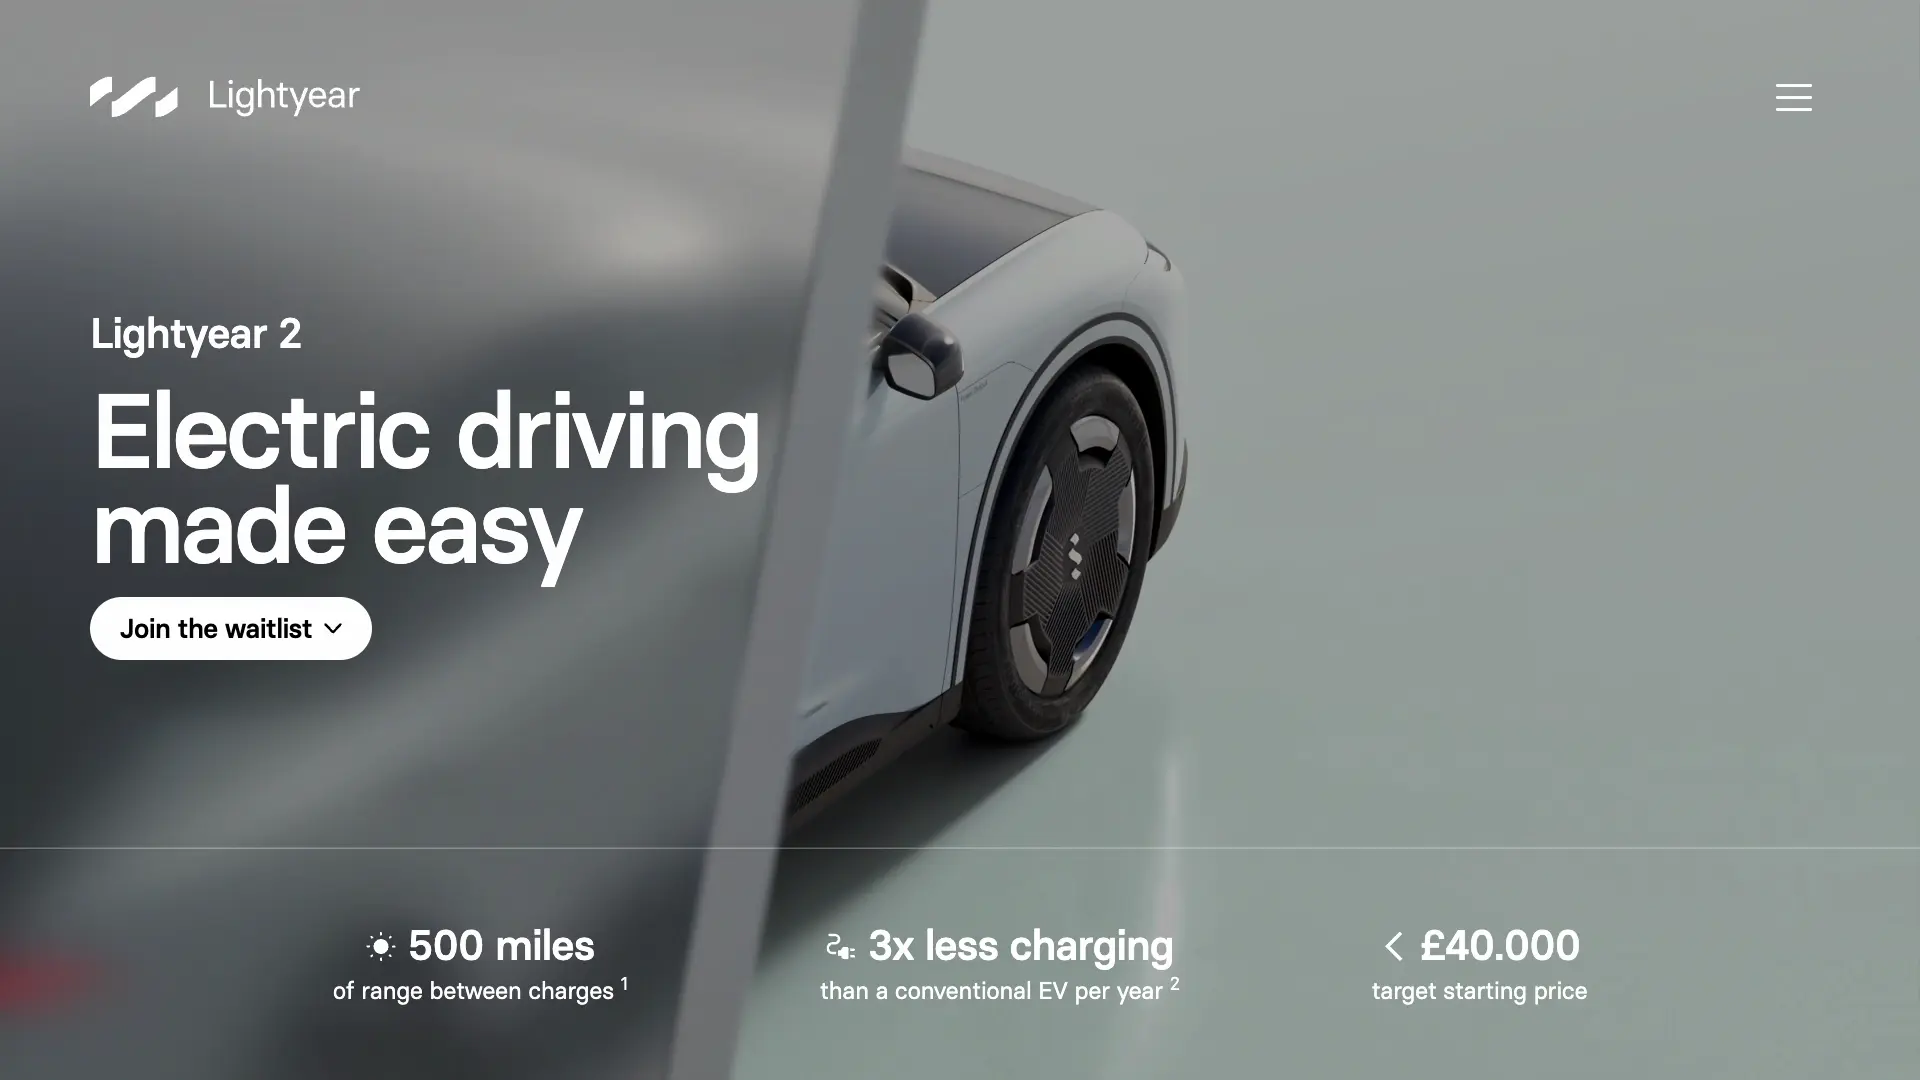 Lightyear
Lightyear 2
Electric driving
made easy
Join the waitlist
500 miles
of range between charges 1
3x less charging
than a conventional EV per year 2
< £40.000
target starting price